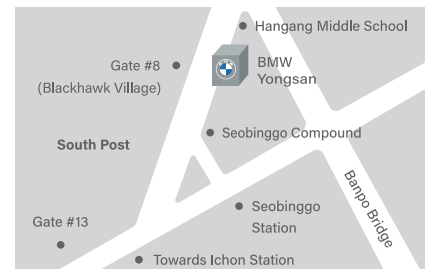 Hangang Middle School
Gate #8
(Blackhawk Village)
BMW
Yongsan
Seobinggo Compound
South Post
Banpo Bridge
Seobinggo
Station
Gate #13
Towards Ichon Station